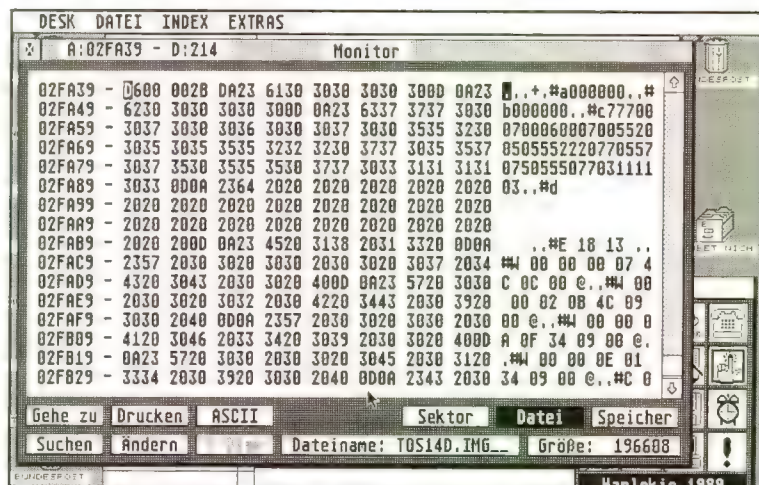 DESK DATEI INDEX EXTRAS
A:02FA39 - D:214 Monitor
02FA39 - D600 002B DA23 6130 3030 3030 300D 0A23 ..+.#a000000..#
02FA49 - 6230 3030 3030 300D 0A23 6337 3737 3030 b000000..#c77700
02FA59 - 3037 3030 3036 3030 3037 3030 3535 3230 0700060007005520
02FA69 - 3035 3035 3535 3232 3230 3737 3035 3537 0505552220770557
02FA79 - 3037 3530 3535 3530 3737 3033 3131 3131 0750555077031111
02FA89 - 3033 0D0A 2364 2020 2020 2020 2020 2020 03..#d
02FA99 - 2020 2020 2020 2020 2020 2020 2020 2020
02FAA9 - 2020 2020 2020 2020 2020 2020 2020 2020
02FAB9 - 2020 200D 0A23 4520 3138 2031 3320 0D0A ..#E 18 13 ..
02FAC9 - 2357 2030 3020 3030 2030 3020 3037 2034 #W 00 00 00 07 4
02FAD9 - 4320 3043 2030 3020 400D 0A23 5720 3030 C 0C 00 @..#W 00
02FAE9 - 2030 3020 3032 2030 4220 3443 2030 3920 00 02 0B 4C 09
02FAF9 - 3030 2040 0D0A 2357 2030 3020 3030 2030 00 @..#W 00 00 0
02FB09 - 4120 3046 2033 3420 3039 2030 3020 400D A 0F 34 09 00 @.
02FB19 - 0A23 5720 3030 2030 3020 3045 2030 3120 .#W 00 00 0E 01
02FB29 - 3334 2030 3920 3030 2040 0D0A 2343 2030 34 09 00 @..#C 0
Gehe zu Drucken ASCII Sektor Datei Speicher
Suchen Ändern Dateiname: TOS14D.IMG__ Größe: 196608
BUNDESPOST
1989